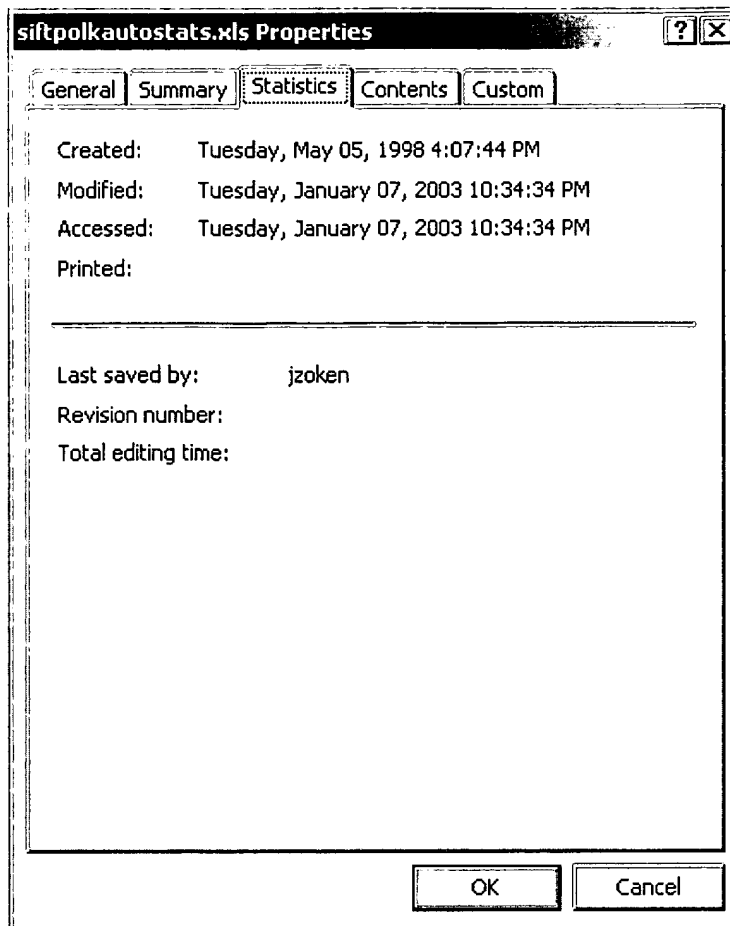 siftpolkautostats.xls Properties ? X
General Summary Statistics Contents Custom
Created: Tuesday, May 05, 1998 4:07:44 PM
Modified: Tuesday, January 07, 2003 10:34:34 PM
Accessed: Tuesday, January 07, 2003 10:34:34 PM
Printed:
Last saved by: jzoken
Revision number:
Total editing time:
OK Cancel